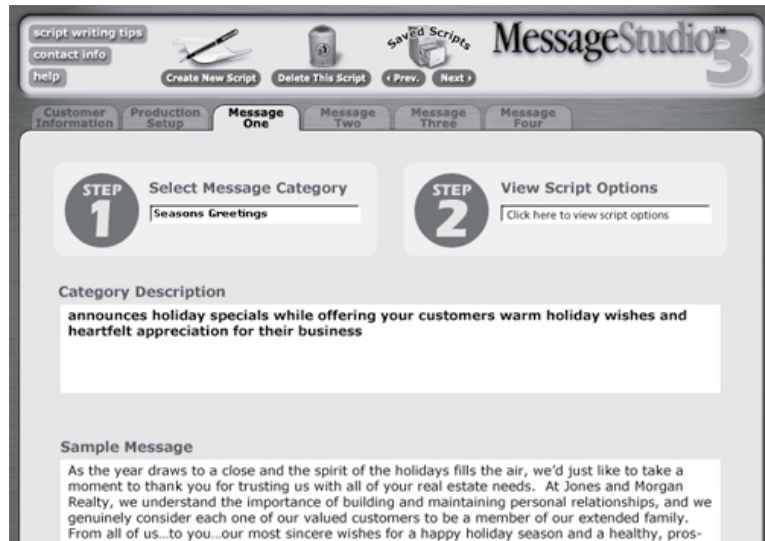 script writing tips
contact info
help
Create New Script
Delete This Script
Saved Scripts
Prev.
Next
MessageStudio™
3
Customer
Information
Production
Setup
Message
One
Message
Two
Message
Three
Message
Four
STEP
1
Select Message Category
Seasons Greetings
STEP
2
View Script Options
Click here to view script options
Category Description
announces holiday specials while offering your customers warm holiday wishes and
heartfelt appreciation for their business
Sample Message
As the year draws to a close and the spirit of the holidays fills the air, we’d just like to take a
moment to thank you for trusting us with all of your real estate needs.  At Jones and Morgan
Realty, we understand the importance of building and maintaining personal relationships, and we
genuinely consider each one of our valued customers to be a member of our extended family.
From all of us…to you…our most sincere wishes for a happy holiday season and a healthy, pros-